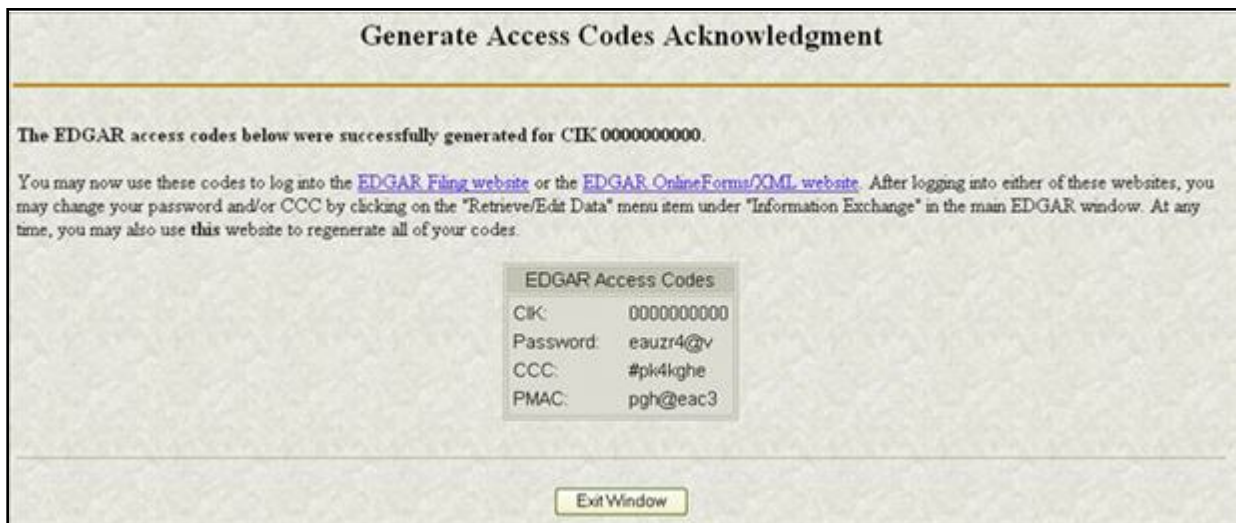 Generate Access Codes Acknowledgment
The EDGAR access codes below were successfully generated for CIK 0000000000.
You may now use these codes to log into the EDGAR Filing website or the EDGAR OnlineForms/XML website. After logging into either of these websites, you
may change your password and/or CCC by clicking on the "Retrieve/Edit Data" menu item under "Information Exchange" in the main EDGAR window. At any
time, you may also use this website to regenerate all of your codes.
EDGAR Access Codes
CIK: 0000000000
Password: eauzr4@v
CCC: #pk4kghe
PMAC: pgh@eac3
Exit Window